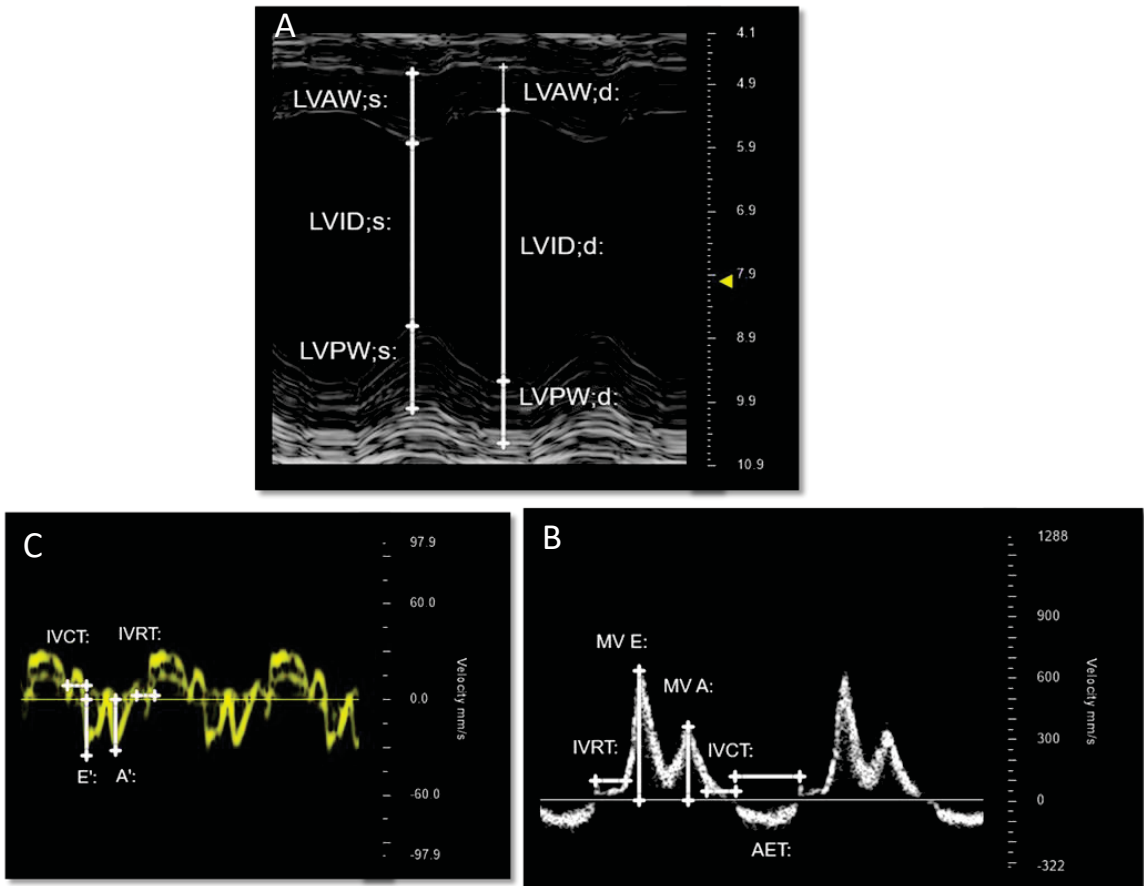 A
LVAW;s:
LVAW;d:
LVID;s:
LVID;d:
LVPW;s:
LVPW;d:
4.1
4.9
5.9
6.9
7.9
8.9
9.9
10.9
C
IVCT:
IVRT:
E':
A':
97.9
60.0
0.0
-60.0
-97.9
Velocity mm/s
B
MV E:
MV A:
IVRT:
IVCT:
AET:
1288
900
600
300
0
-322
Velocity mm/s